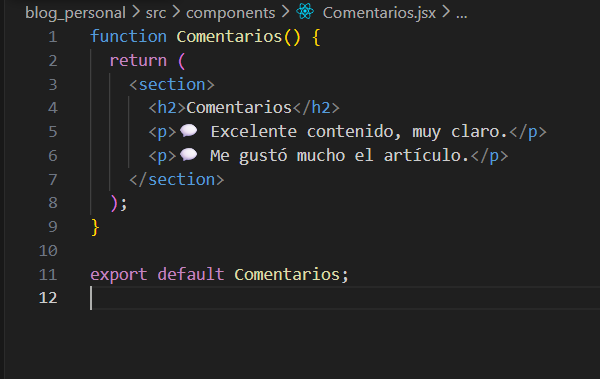 blog_personal > src > components > Comentarios.jsx > ...
1 function Comentarios() {
2   return (
3     <section>
4       <h2>Comentarios</h2>
5       <p>💬 Excelente contenido, muy claro.</p>
6       <p>💬 Me gustó mucho el artículo.</p>
7     </section>
8   );
9 }
10
11 export default Comentarios;
12